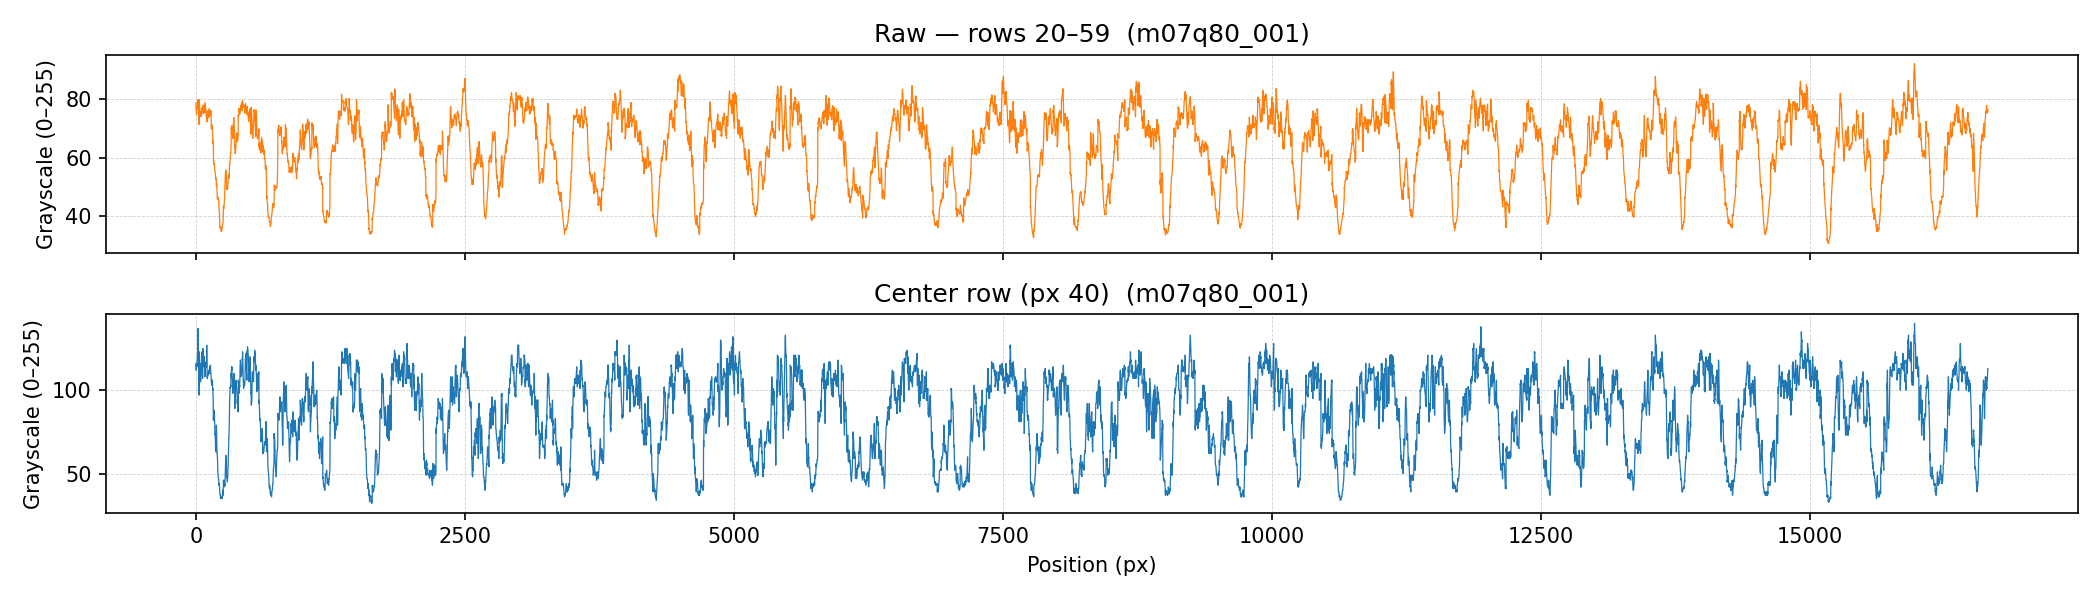 Raw — rows 20–59  (m07q80_001)
Grayscale (0–255)
80
60
40
Center row (px 40)  (m07q80_001)
Grayscale (0–255)
100
50
0 2500 5000 7500 10000 12500 15000
Position (px)